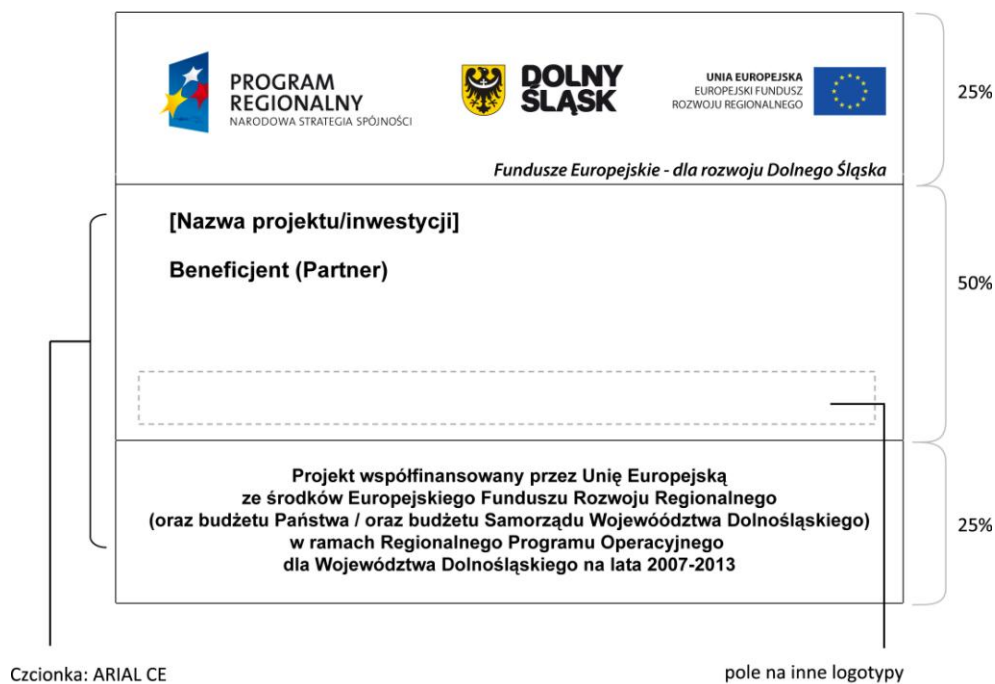 PROGRAM
REGIONALNY
NARODOWA STRATEGIA SPÓJNOŚCI
DOLNY
ŚLĄSK
UNIA EUROPEJSKA
EUROPEJSKI FUNDUSZ
ROZWOJU REGIONALNEGO
25%
Fundusze Europejskie - dla rozwoju Dolnego Śląska
[Nazwa projektu/inwestycji]
Beneficjent (Partner)
50%
Projekt współfinansowany przez Unię Europejską
ze środków Europejskiego Funduszu Rozwoju Regionalnego
(oraz budżetu Państwa / oraz budżetu Samorządu Wojewóództwa Dolnośląskiego)
w ramach Regionalnego Programu Operacyjnego
dla Województwa Dolnośląskiego na lata 2007-2013
25%
Czcionka: ARIAL CE
pole na inne logotypy